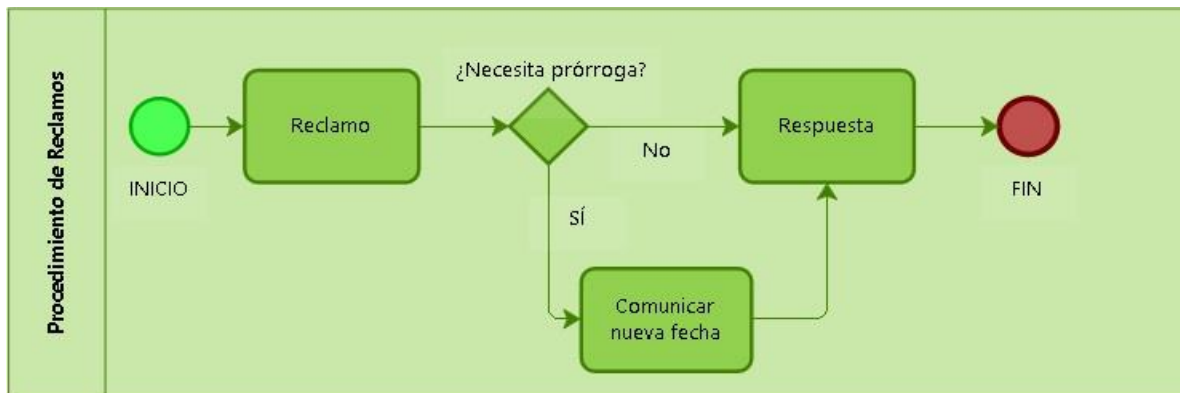 Procedimiento de Reclamos
¿Necesita prórroga?
INICIO
Reclamo
No
SÍ
Comunicar
nueva fecha
Respuesta
FIN